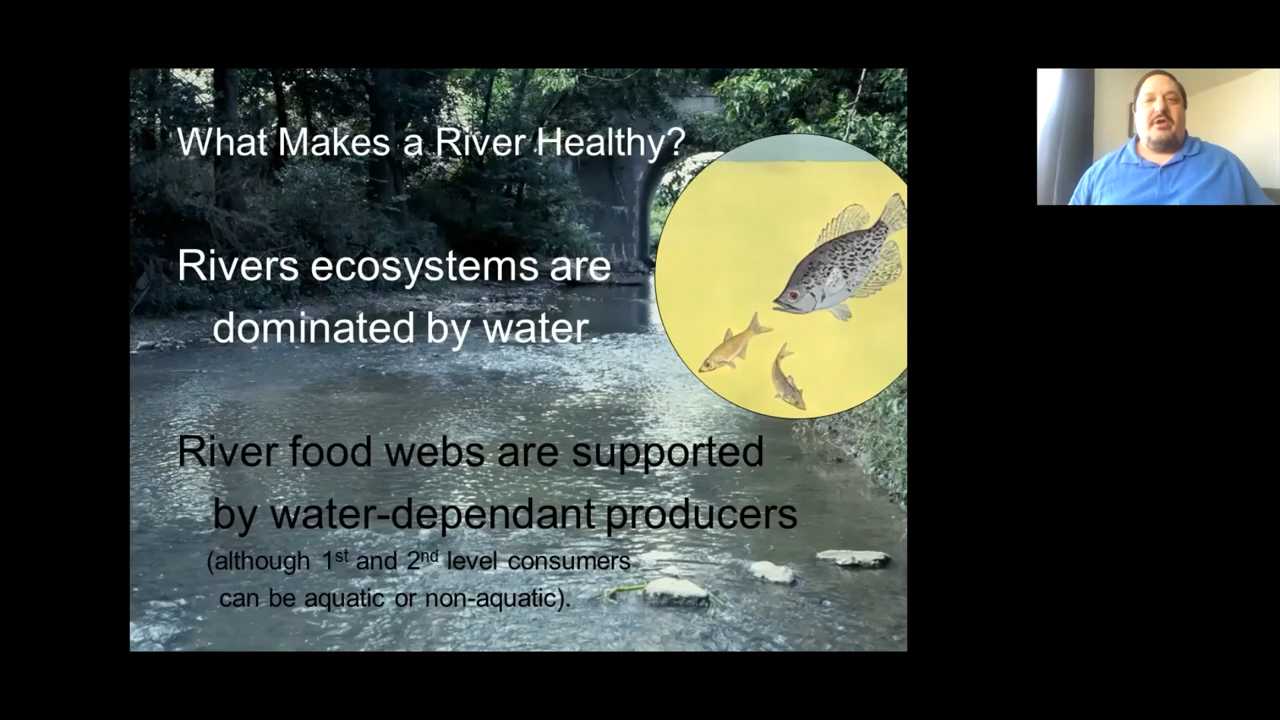 What Makes a River Healthy?
Rivers ecosystems are
dominated by water.
River food webs are supported
by water-dependant producers
(although 1st and 2nd level consumers
can be aquatic or non-aquatic).